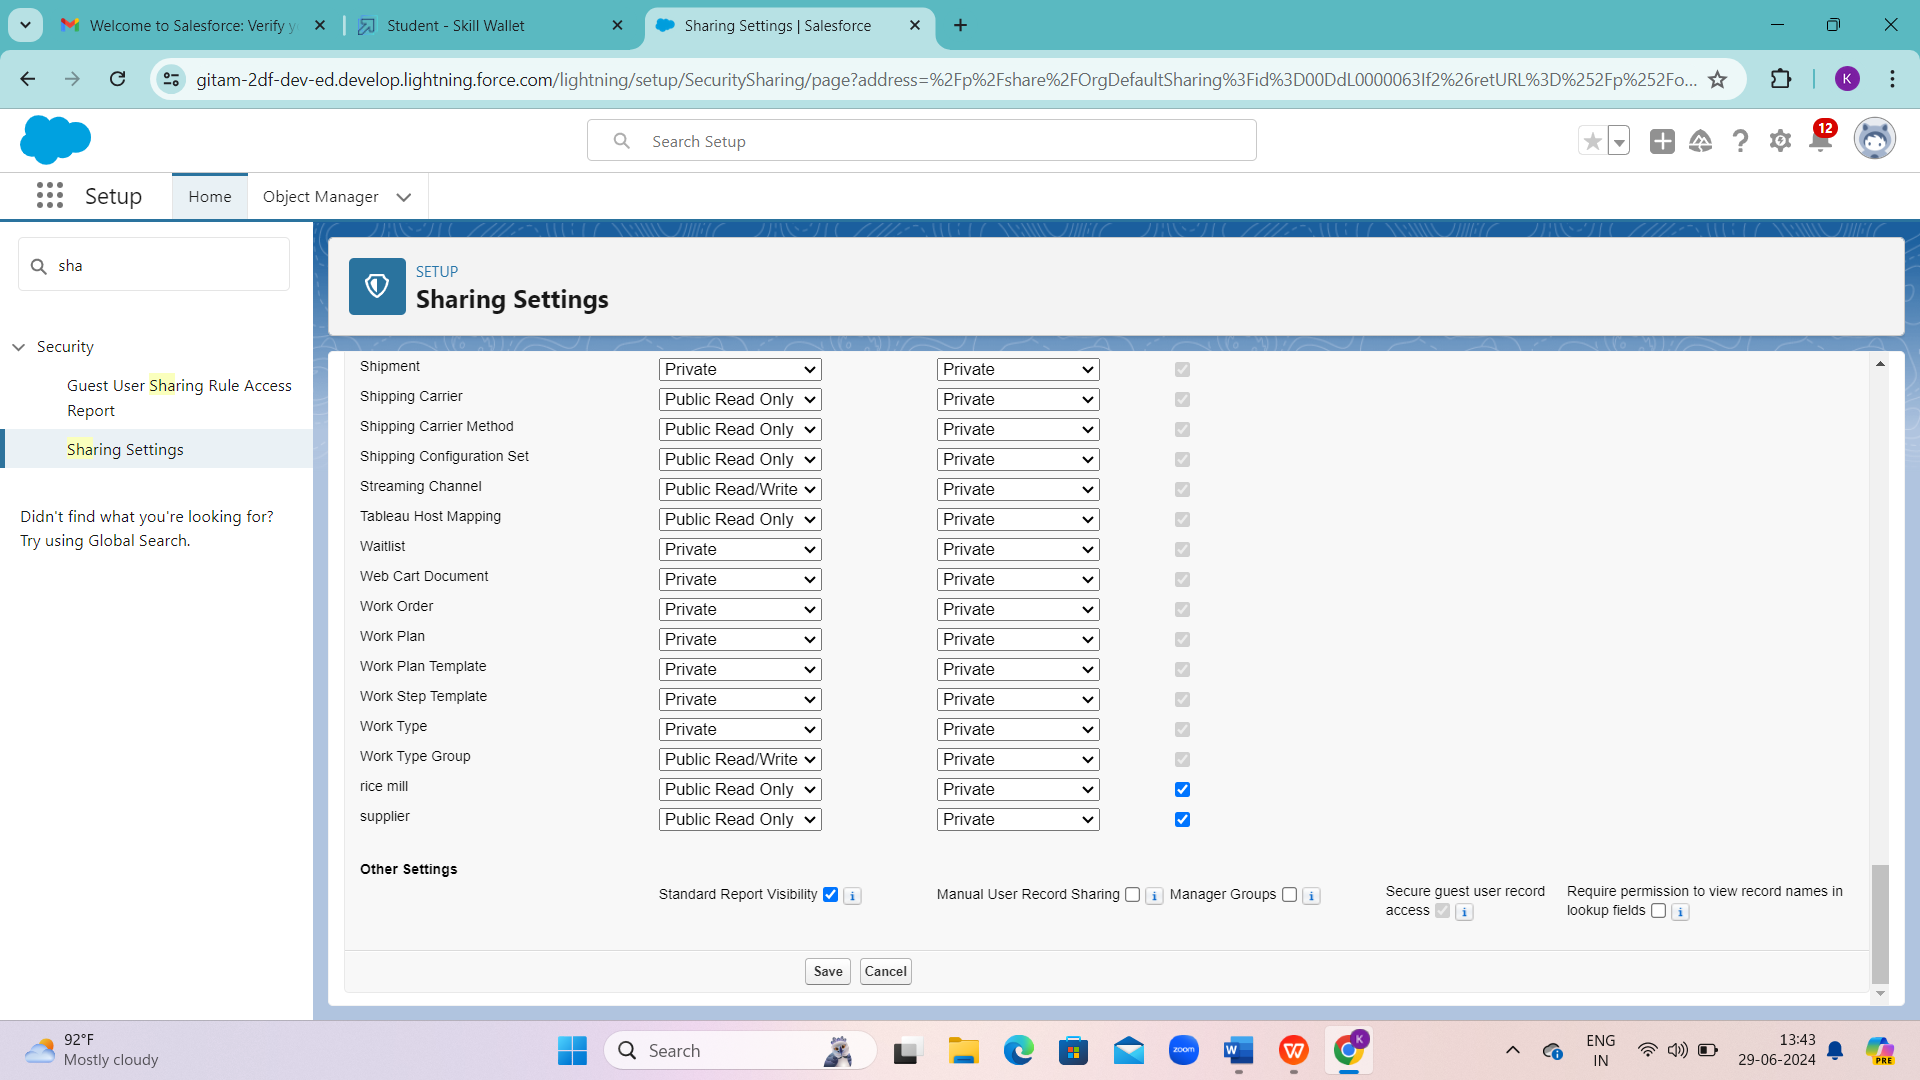 Welcome to Salesforce: Verify y
Student - Skill Wallet
Sharing Settings | Salesforce
gitam-2df-dev-ed.develop.lightning.force.com/lightning/setup/SecuritySharing/page?address=%2Fp%2Fshare%2FOrgDefaultSharing%3Fid%3D00DdL0000063If2%26retURL%3D%252Fp%252Fo...
K
Search Setup
12
Setup
Home
Object Manager
sha
Security
Guest User Sharing Rule Access
Report
Sharing Settings
Didn't find what you're looking for?
Try using Global Search.
SETUP
Sharing Settings
Shipment Private Private
Shipping Carrier Public Read Only Private
Shipping Carrier Method Public Read Only Private
Shipping Configuration Set Public Read Only Private
Streaming Channel Public Read/Write Private
Tableau Host Mapping Public Read Only Private
Waitlist Private Private
Web Cart Document Private Private
Work Order Private Private
Work Plan Private Private
Work Plan Template Private Private
Work Step Template Private Private
Work Type Private Private
Work Type Group Public Read/Write Private
rice mill Public Read Only Private
supplier Public Read Only Private
Other Settings
Standard Report Visibility
Manual User Record Sharing
Manager Groups
Secure guest user record
access
Require permission to view record names in
lookup fields
Save
Cancel
92°F
Mostly cloudy
Search
zoom
W
W
K
ENG
IN
13:43
29-06-2024
PRE